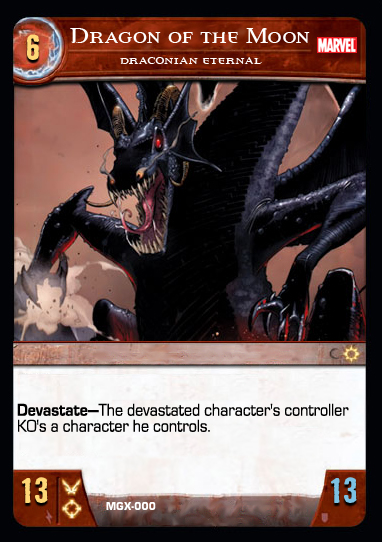 6
DRAGON OF THE MOON
MARVEL
DRACONIAN ETERNAL
Devastate—The devastated character's controller
KO's a character he controls.
13
MGX-000
13